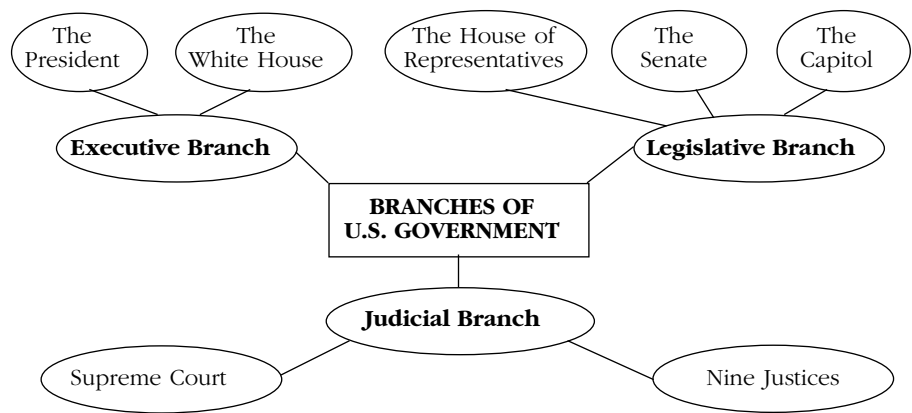 The
President
The
White House
The House of
Representatives
The
Senate
The
Capitol
Executive Branch
Legislative Branch
BRANCHES OF
U.S. GOVERNMENT
Judicial Branch
Supreme Court
Nine Justices